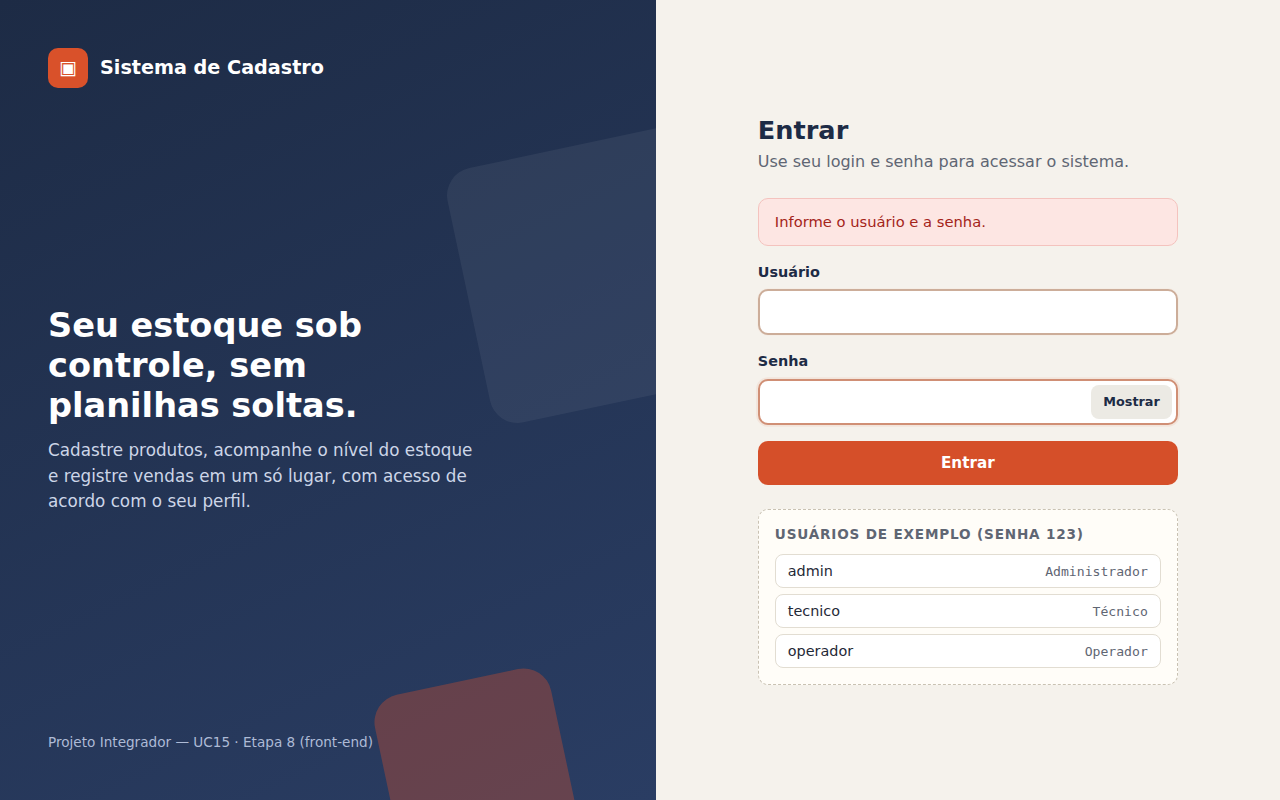 Sistema de Cadastro
Seu estoque sob
controle, sem
planilhas soltas.
Cadastre produtos, acompanhe o nível do estoque
e registre vendas em um só lugar, com acesso de
acordo com o seu perfil.
Projeto Integrador — UC15 · Etapa 8 (front-end)
Entrar
Use seu login e senha para acessar o sistema.
Informe o usuário e a senha.
Usuário
Senha
Mostrar
Entrar
USUÁRIOS DE EXEMPLO (SENHA 123)
admin Administrador
tecnico Técnico
operador Operador